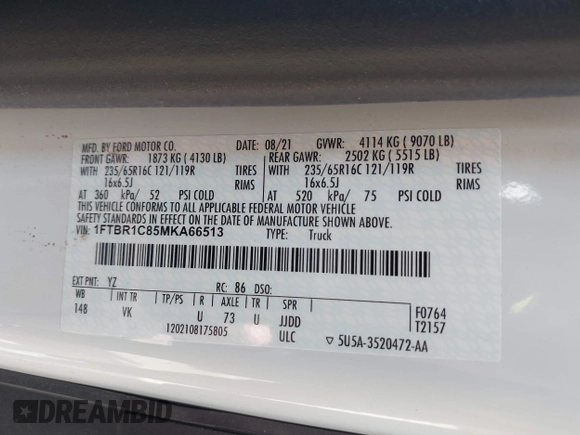 MFD. BY FORD MOTOR CO. 08/21 GVWR: 4114 KG ( 9070 LB)
FRONT GAWR: 1873 KG ( 4130 LB) REAR GAWR: 2502 KG ( 5515 LB)
WITH 235/65R16C 121/119R TIRES WITH 235/65R16C 121/119R TIRES
16x6.5J RIMS 16x6.5J RIMS
AT 360 kPa/ 52 PSI COLD AT 520 kPa/ 75 PSI COLD
THIS VEHICLE CONFORMS TO ALL APPLICABLE FEDERAL MOTOR VEHICLE
SAFETY STANDARDS IN EFFECT ON THE DATE OF MANUFACTURE SHOWN ABOVE.
VIN: 1FTBR1C85MKA66513 TYPE: Truck
EXT PNT: YZ RC: 86 DSO:
WB INT TR TP/PS R AXLE TR SPR F0764
148 VK U 73 U JJDD T2157
1202108175805 ULC ▽ 5U5A-3520472-AA
DREAMBID